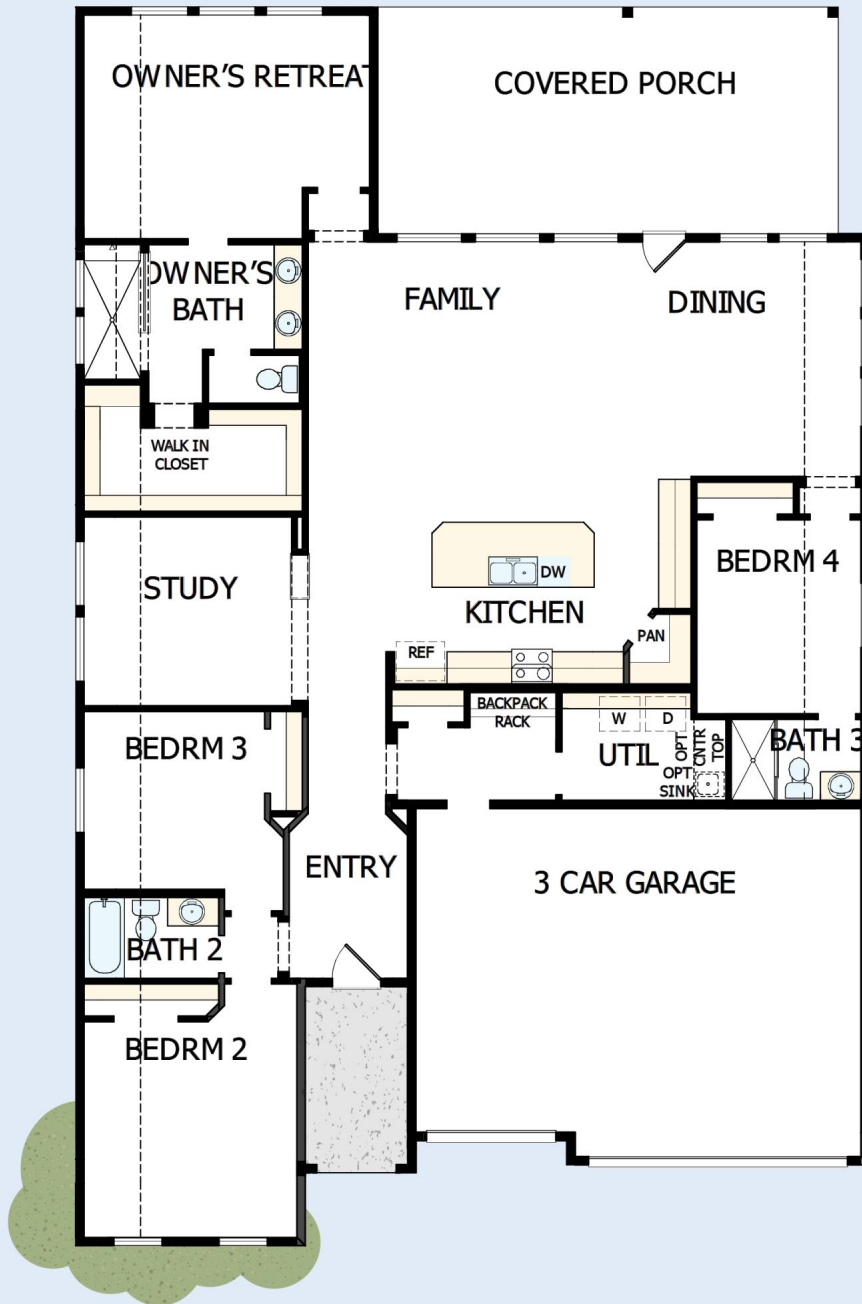 OWNER'S RETREAT
COVERED PORCH
OWNER'S
BATH
FAMILY
DINING
WALK IN
CLOSET
STUDY
DW
KITCHEN
BEDRM 4
REF
PAN
BACKPACK
RACK
W
D
UTIL
OPT
CNTR
TOP
OPT
SINK
BATH 3
BEDRM 3
ENTRY
3 CAR GARAGE
BATH 2
BEDRM 2